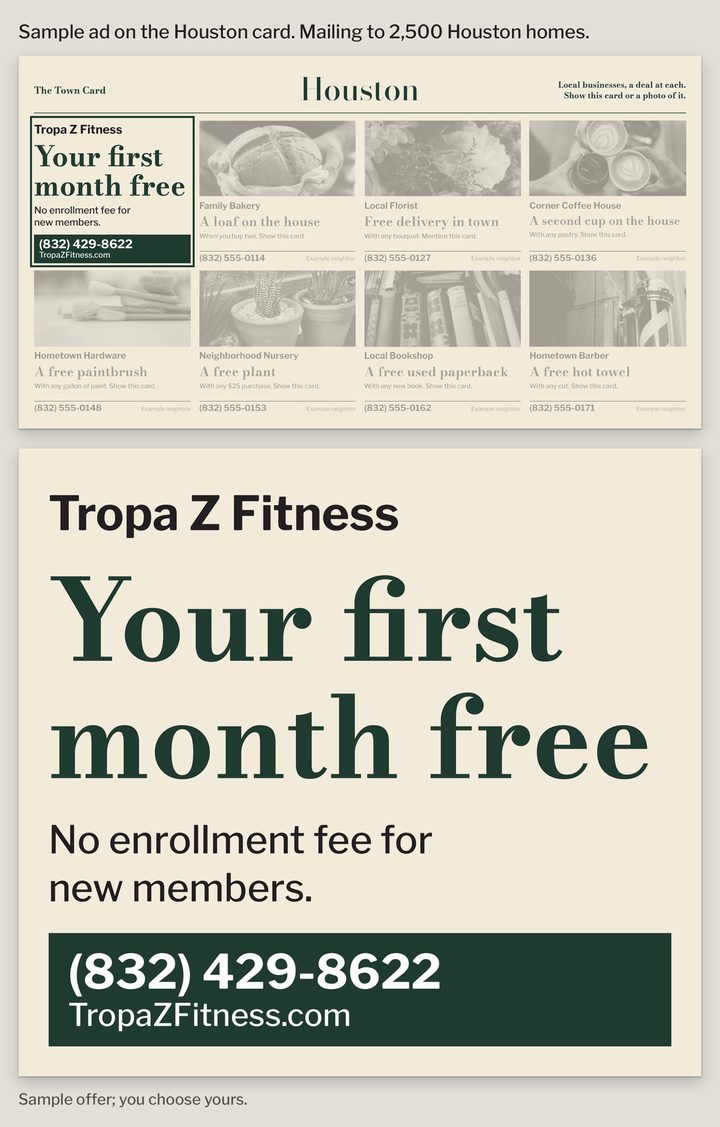 Sample ad on the Houston card. Mailing to 2,500 Houston homes.
The Town Card
Houston
Local businesses, a deal at each.
Show this card or a photo of it.
Tropa Z Fitness
Your first
month free
No enrollment fee for
new members.
(832) 429-8622
TropaZFitness.com
Family Bakery
A loaf on the house
When you buy two. Show this card.
(832) 555-0114
Example neighbor
Local Florist
Free delivery in town
With any bouquet. Mention this card.
(832) 555-0127
Example neighbor
Corner Coffee House
A second cup on the house
With any pastry. Show this card.
(832) 555-0136
Example neighbor
Hometown Hardware
A free paintbrush
With any gallon of paint. Show this card.
(832) 555-0148
Example neighbor
Neighborhood Nursery
A free plant
With any $25 purchase. Show this card.
(832) 555-0153
Example neighbor
Local Bookshop
A free used paperback
With any new book. Show this card.
(832) 555-0162
Example neighbor
Hometown Barber
A free hot towel
With any cut. Show this card.
(832) 555-0171
Example neighbor
Tropa Z Fitness
Your first
month free
No enrollment fee for
new members.
(832) 429-8622
TropaZFitness.com
Sample offer; you choose yours.